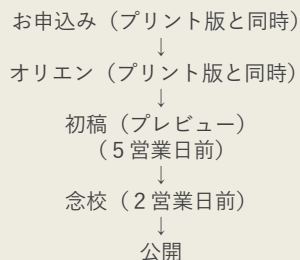 お申込み（プリント版と同時）
↓
オリエン（プリント版と同時）
↓
初稿（プレビュー）
（５営業日前）
↓
念校（２営業日前）
↓
公開